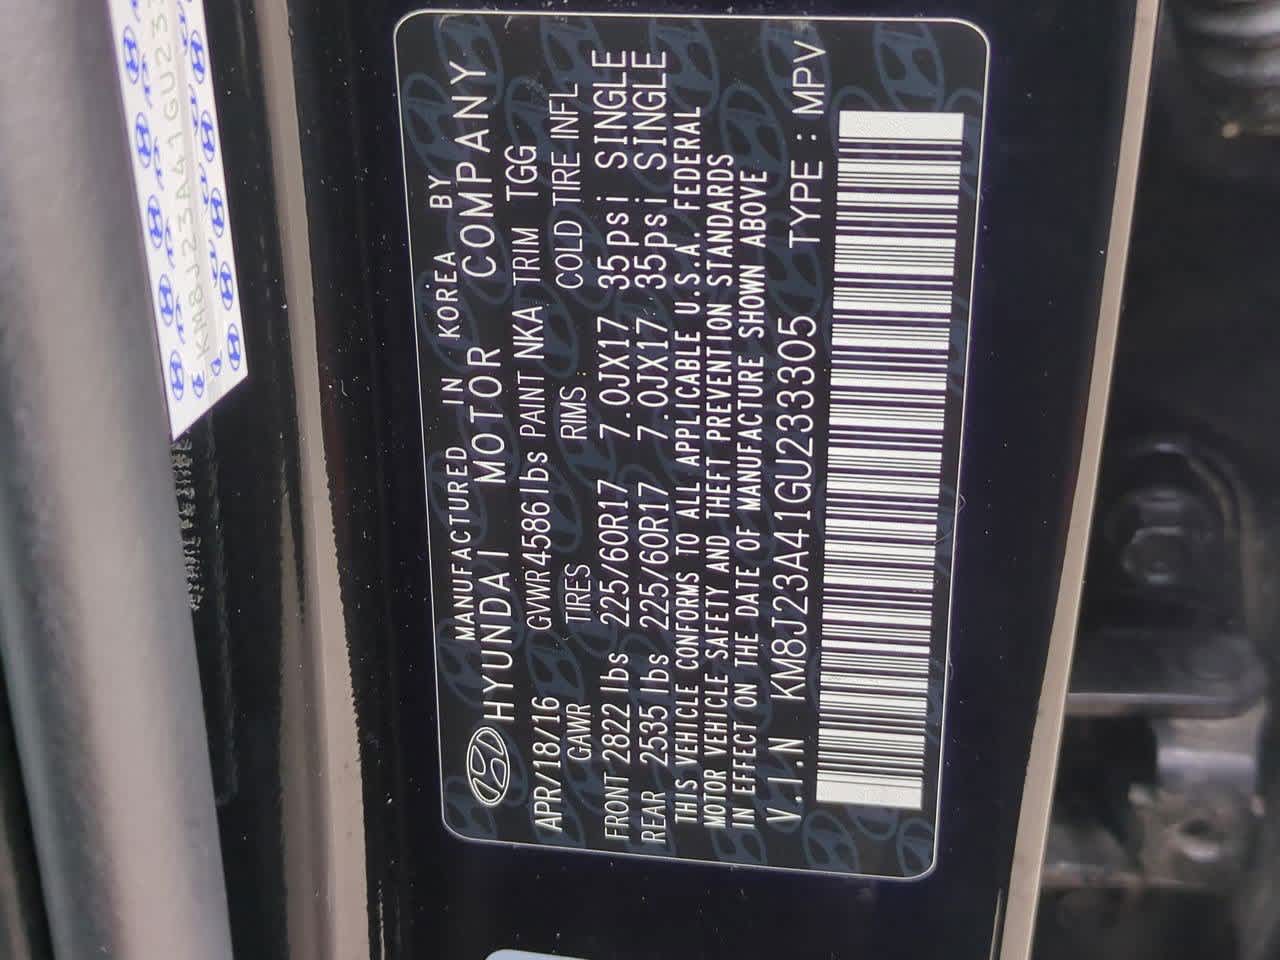 MANUFACTURED IN KOREA BY
HYUNDAI MOTOR COMPANY
APR/18/16 GVWR 4586lbs PAINT NKA TRIM TGG
GAWR TIRES RIMS COLD TIRE INFL
FRONT 2822 lbs 225/60R17 7.0JX17 35psi SINGLE
REAR 2535 lbs 225/60R17 7.0JX17 35psi SINGLE
THIS VEHICLE CONFORMS TO ALL APPLICABLE U.S.A. FEDERAL
MOTOR VEHICLE SAFETY AND THEFT PREVENTION STANDARDS
IN EFFECT ON THE DATE OF MANUFACTURE SHOWN ABOVE
V.I.N KM8J23A41GU233305 TYPE : MPV
KM8J23A41GU23